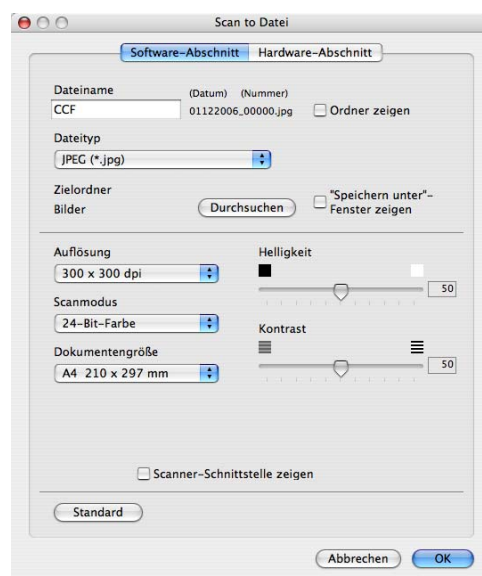 Scan to Datei
Software-Abschnitt Hardware-Abschnitt
Dateiname (Datum) (Nummer)
CCF 01122006_00000.jpg Ordner zeigen
Dateityp
JPEG (*.jpg)
Zielordner
Bilder Durchsuchen "Speichern unter"-
Fenster zeigen
Auflösung Helligkeit
300 x 300 dpi 50
Scanmodus
24-Bit-Farbe Kontrast
Dokumentengröße
A4 210 x 297 mm 50
Scanner-Schnittstelle zeigen
Standard
Abbrechen OK